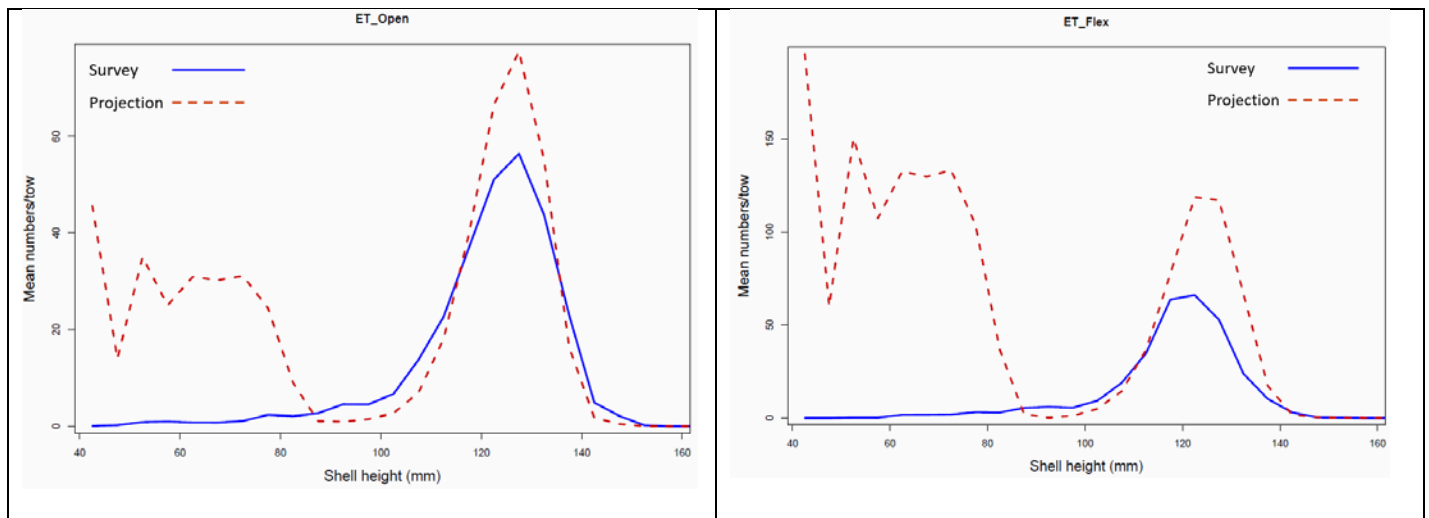 ET_Open
Survey
Projection
Mean numbers/tow
0
20
40
60
40
60
80
100
120
140
160
Shell height (mm)
ET_Flex
Survey
Projection
Mean numbers/tow
0
50
100
150
40
60
80
100
120
140
160
Shell height (mm)